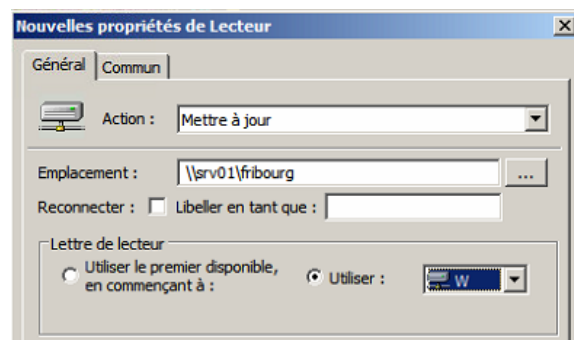 Nouvelles propriétés de Lecteur
Général
Commun
Action :
Mettre à jour
Emplacement :
\\srv01\fribourg
...
Reconnecter :
Libeller en tant que :
Lettre de lecteur
Utiliser le premier disponible,
en commençant à :
Utiliser :
W